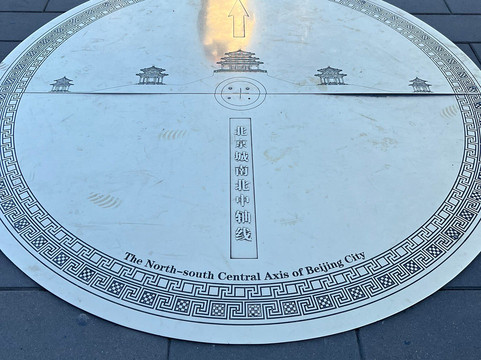 北京城南北中轴线
The North-south Central Axis of Beijing City